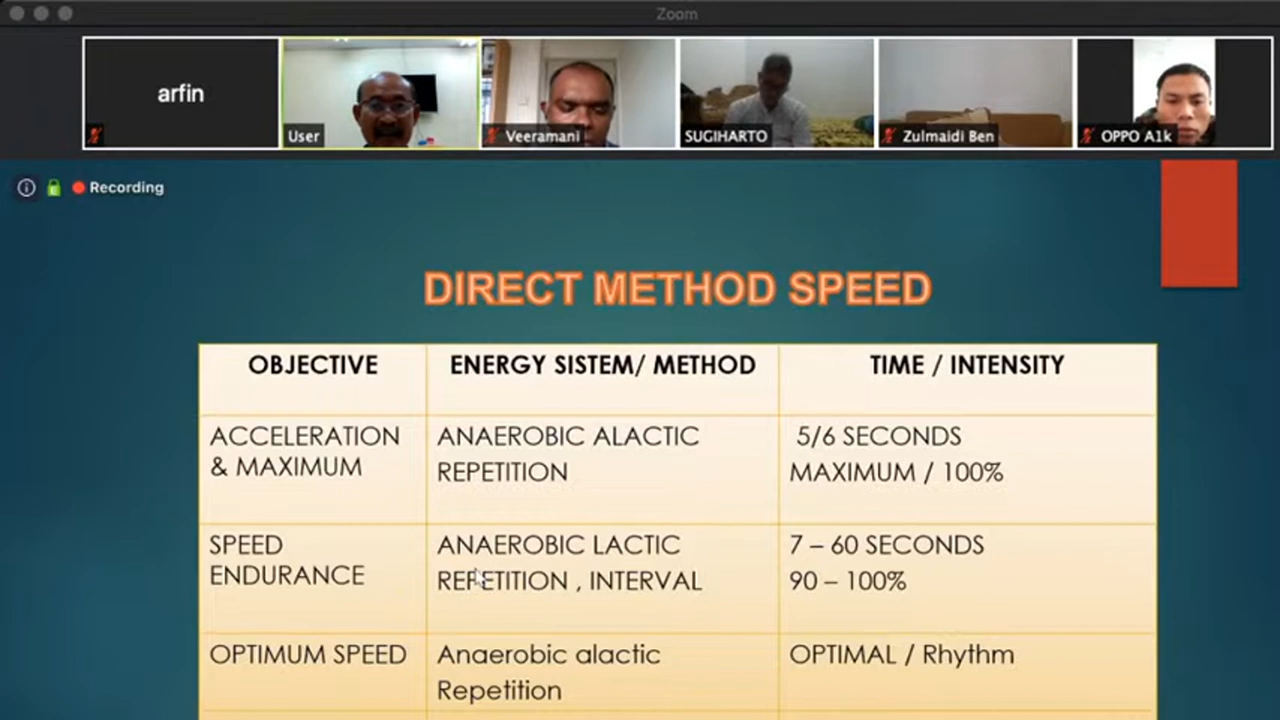 Zoom
arfin
User
Veeramani
SUGIHARTO
Zulmaidi Ben
OPPO A1k
Recording
DIRECT METHOD SPEED
OBJECTIVE
ENERGY SISTEM/ METHOD
TIME / INTENSITY
ACCELERATION
& MAXIMUM
ANAEROBIC ALACTIC
REPETITION
5/6 SECONDS
MAXIMUM / 100%
SPEED
ENDURANCE
ANAEROBIC LACTIC
REPETITION , INTERVAL
7 – 60 SECONDS
90 – 100%
OPTIMUM SPEED
Anaerobic alactic
Repetition
OPTIMAL / Rhythm